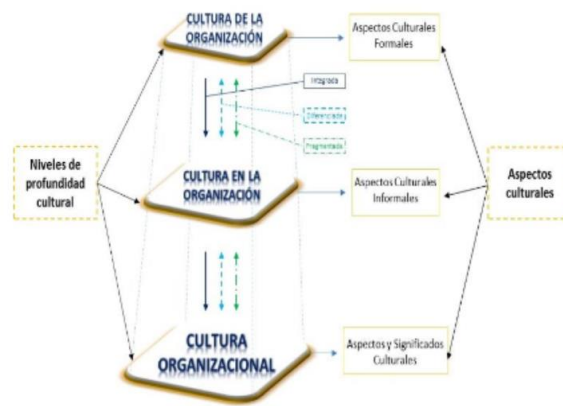 CULTURA DE LA
ORGANIZACIÓN
Aspectos Culturales
Formales
Integrada
Diferenciada
Fragmentada
Niveles de
profundidad
cultural
CULTURA EN LA
ORGANIZACIÓN
Aspectos Culturales
Informales
Aspectos
culturales
CULTURA
ORGANIZACIONAL
Aspectos y Significados
Culturales